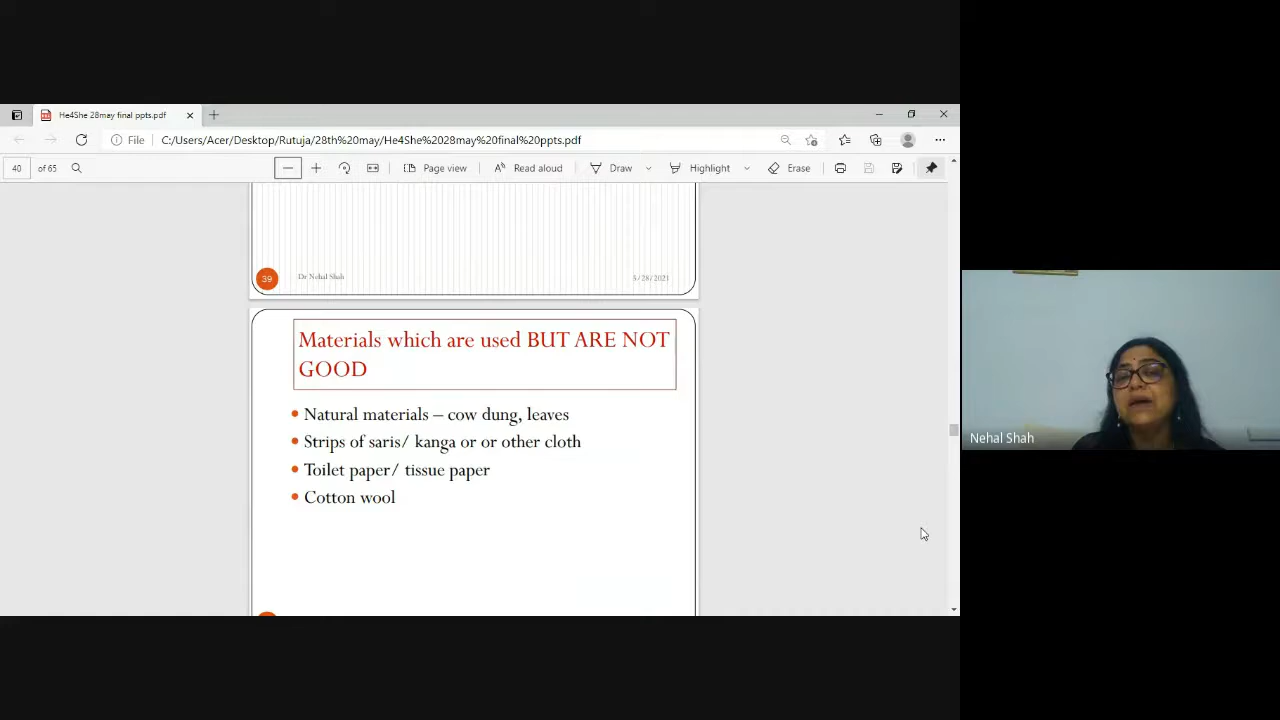 He4She 28may final ppts.pdf
File
C:/Users/Acer/Desktop/Rutuja/28th%20may/He4She%2028may%20final%20ppts.pdf
40 of 65
Page view
Read aloud
Draw
Highlight
Erase
39
Dr Nehal Shah
5/28/2021
Materials which are used BUT ARE NOT
GOOD
• Natural materials – cow dung, leaves
• Strips of saris/ kanga or or other cloth
• Toilet paper/ tissue paper
• Cotton wool
Nehal Shah